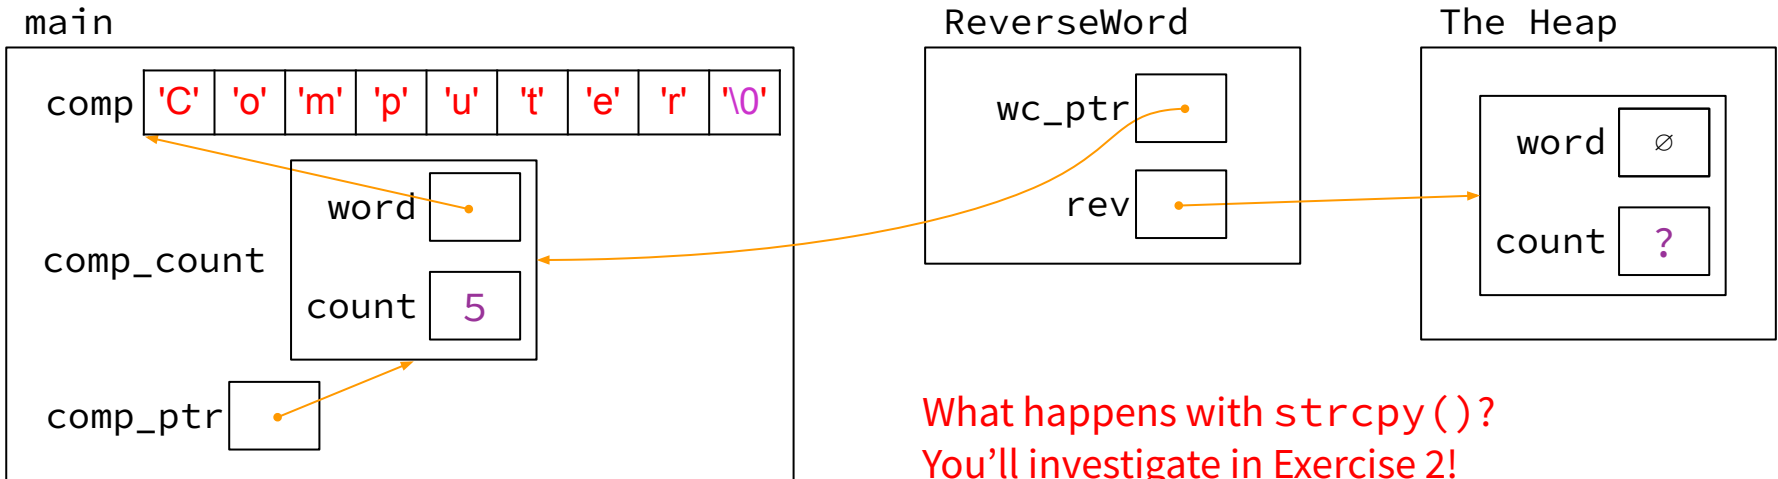 main
ReverseWord
The Heap
comp 'C' 'o' 'm' 'p' 'u' 't' 'e' 'r' '\0'
wc_ptr
word ∅
word
rev
count ?
comp_count
count 5
comp_ptr
What happens with strcpy()?
You’ll investigate in Exercise 2!